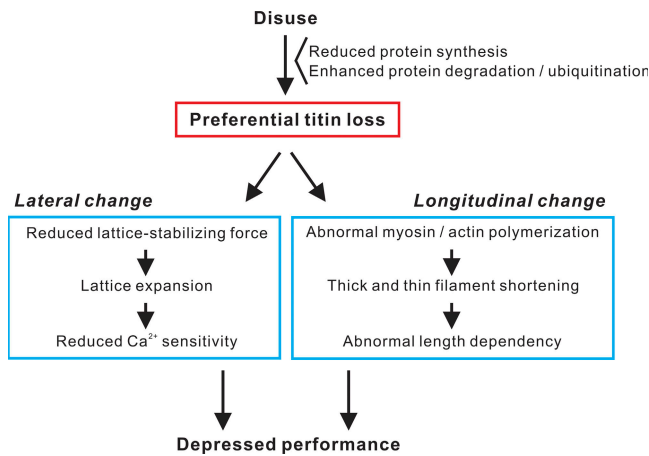 Disuse
Reduced protein synthesis
Enhanced protein degradation / ubiquitination
Preferential titin loss
Lateral change
Reduced lattice-stabilizing force
Lattice expansion
Reduced Ca²⁺ sensitivity
Longitudinal change
Abnormal myosin / actin polymerization
Thick and thin filament shortening
Abnormal length dependency
Depressed performance